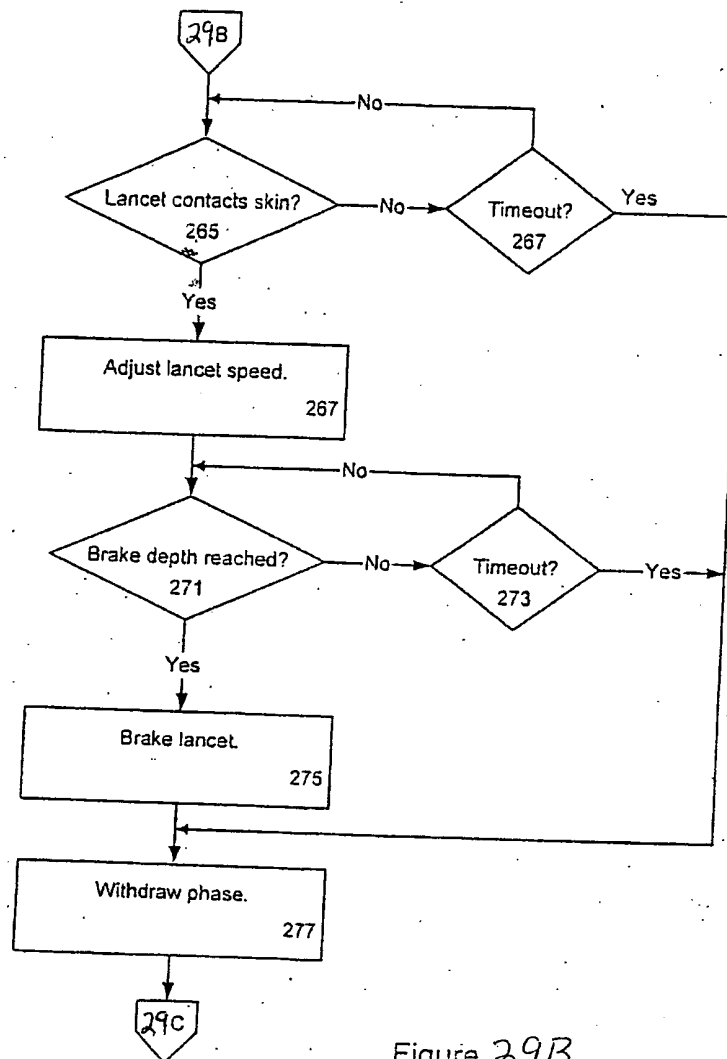 29B
No
Lancet contacts skin?
265
No
Timeout?
267
Yes
Yes
Adjust lancet speed.
267
No
Brake depth reached?
271
No
Timeout?
273
Yes
Yes
Brake lancet.
275
Withdraw phase.
277
29C
Figure 29B